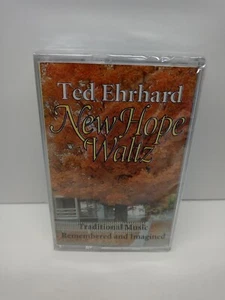 Ted Ehrhard
New Hope
Waltz
Traditional Music
Remembered and Imagined